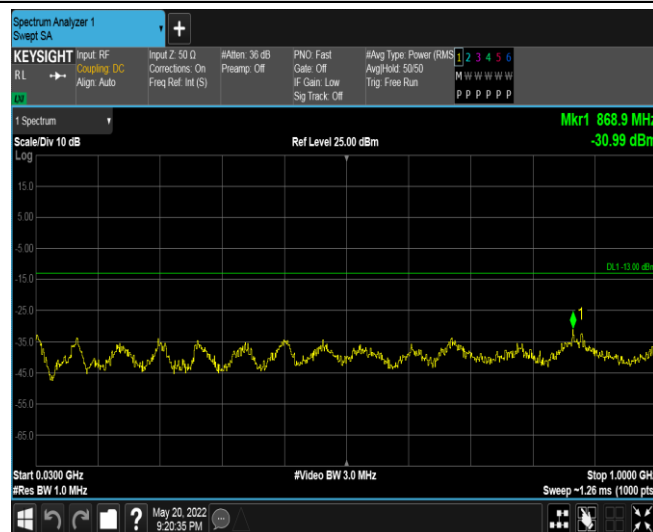 Spectrum Analyzer 1
Swept SA
+
KEYSIGHT
RL
Input: RF
Coupling: DC
Align: Auto
Input Z: 50 Ω
Corrections: On
Freq Ref: Int (S)
#Atten: 36 dB
Preamp: Off
PNO: Fast
Gate: Off
IF Gain: Low
Sig Track: Off
#Avg Type: Power (RMS
Avg|Hold: 50/50
Trig: Free Run
1 2 3 4 5 6
M W W W W W
P P P P P P
1 Spectrum
Mkr1 868.9 MHz
Scale/Div 10 dB
Ref Level 25.00 dBm
-30.99 dBm
Log
15.0
5.00
-5.00
DL1 -13.00 dBm
-15.0
-25.0
1
-35.0
-45.0
-55.0
-65.0
Start 0.0300 GHz
#Video BW 3.0 MHz
Stop 1.0000 GHz
#Res BW 1.0 MHz
Sweep ~1.26 ms (1000 pts)
?
May 20, 2022
9:20:35 PM